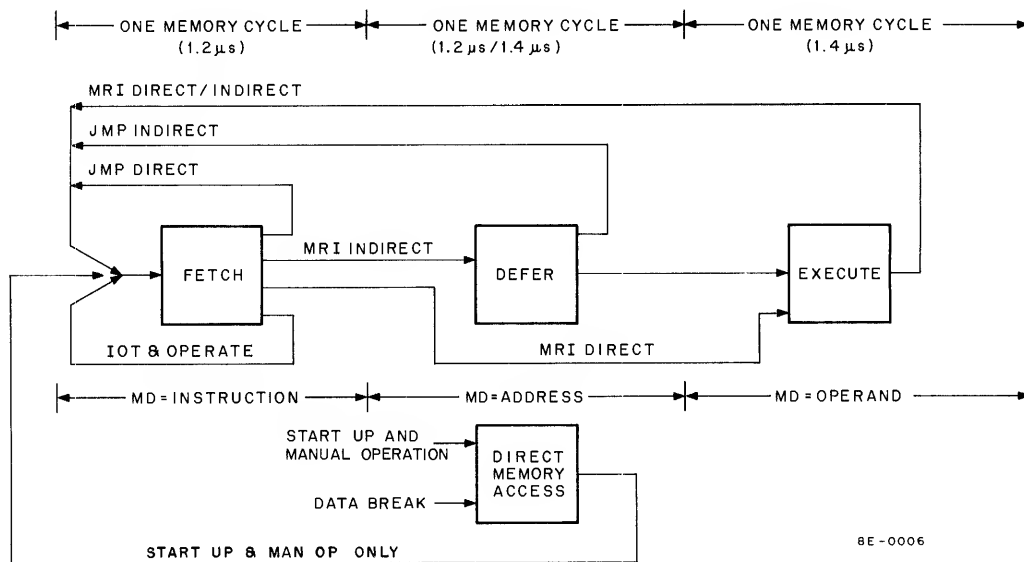 ONE MEMORY CYCLE
(1.2 µs)
ONE MEMORY CYCLE
(1.2 µs/1.4 µs)
ONE MEMORY CYCLE
(1.4 µs)
MRI DIRECT/INDIRECT
JMP INDIRECT
JMP DIRECT
FETCH
MRI INDIRECT
DEFER
EXECUTE
IOT & OPERATE
MRI DIRECT
MD=INSTRUCTION
MD=ADDRESS
MD=OPERAND
START UP AND
MANUAL OPERATION
DATA BREAK
DIRECT
MEMORY
ACCESS
START UP & MAN OP ONLY
8E-0006